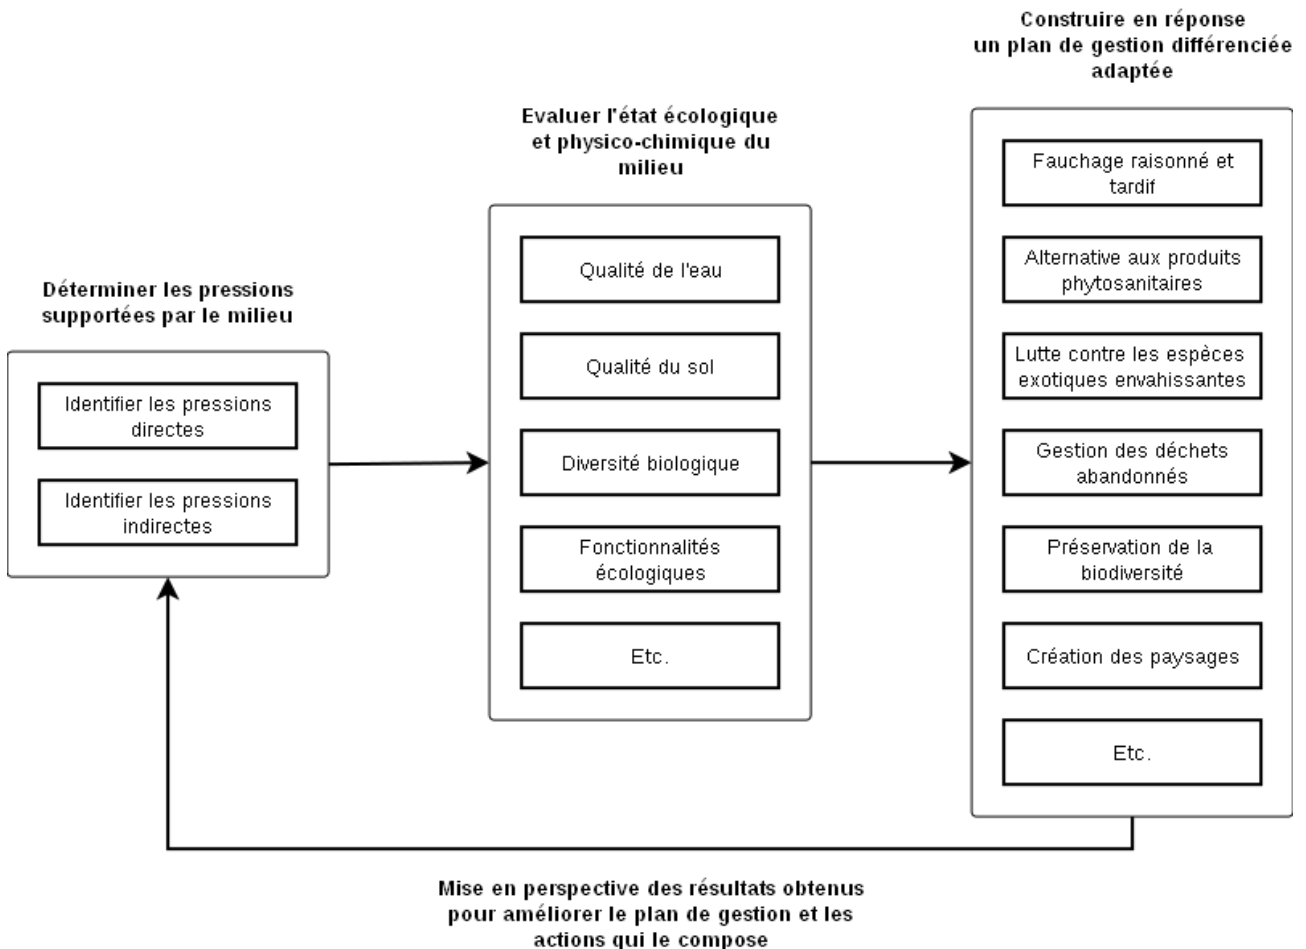 Déterminer les pressions
supportées par le milieu
Identifier les pressions
directes
Identifier les pressions
indirectes
Evaluer l'état écologique
et physico-chimique du
milieu
Qualité de l'eau
Qualité du sol
Diversité biologique
Fonctionnalités
écologiques
Etc.
Construire en réponse
un plan de gestion différenciée
adaptée
Fauchage raisonné et
tardif
Alternative aux produits
phytosanitaires
Lutte contre les espèces
exotiques envahissantes
Gestion des déchets
abandonnés
Préservation de la
biodiversité
Création des paysages
Etc.
Mise en perspective des résultats obtenus
pour améliorer le plan de gestion et les
actions qui le compose